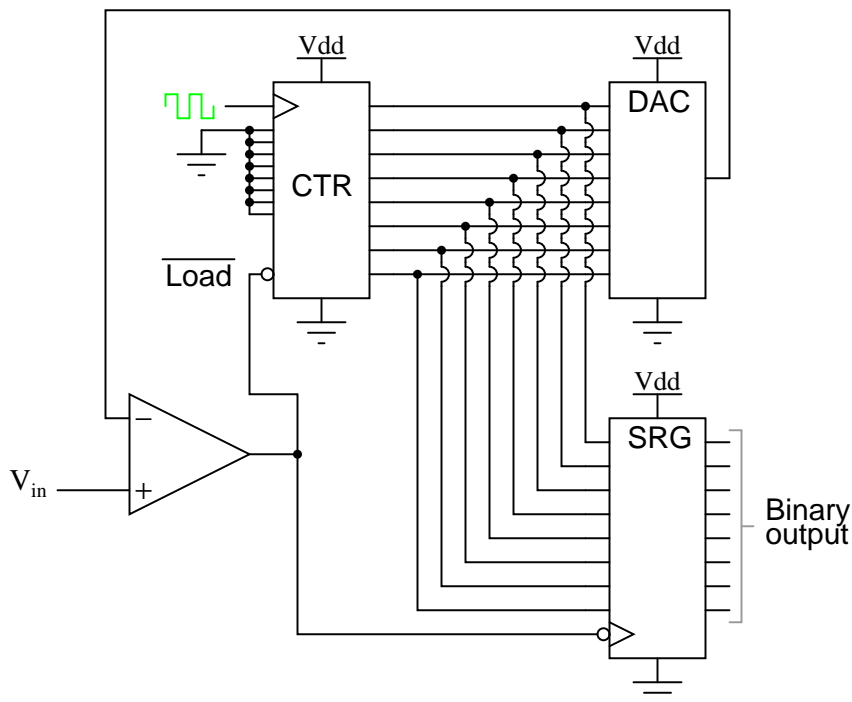 Vdd
Vdd
DAC
CTR
Load
Vdd
SRG
−
+
Vin
Binary
output